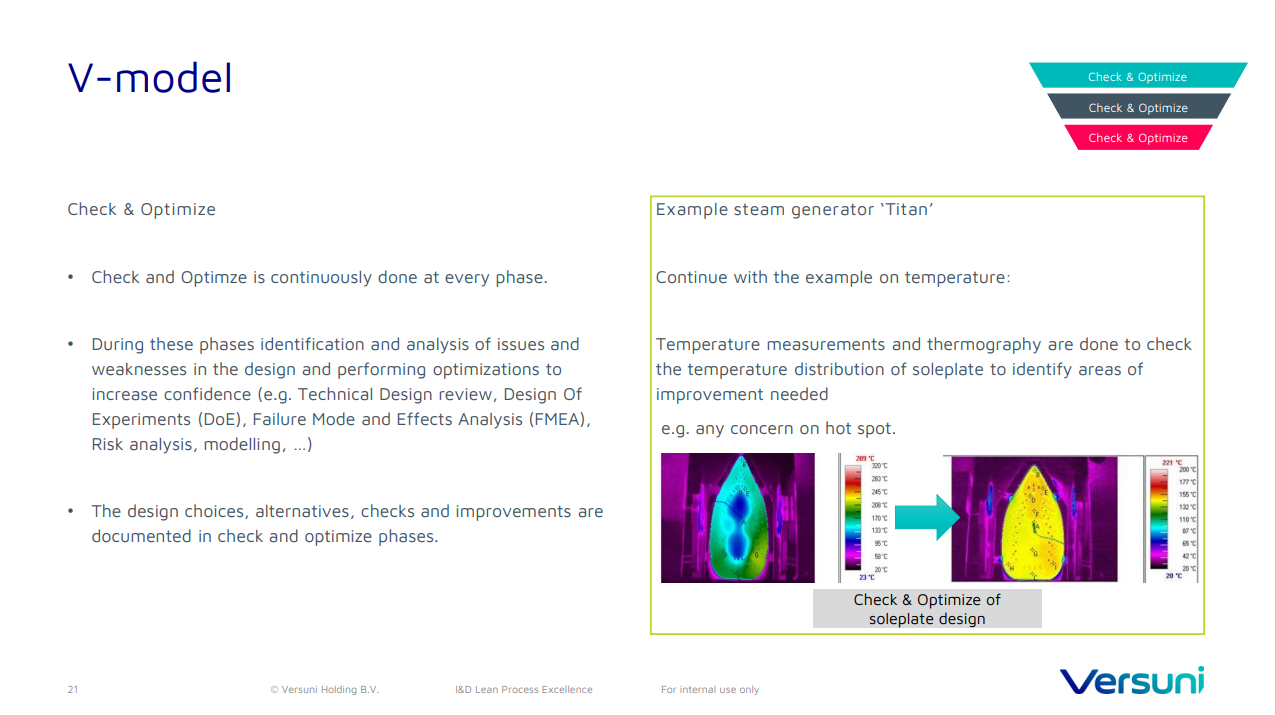 V-model
Check & Optimize
Check & Optimize
Check & Optimize
Check & Optimize
• Check and Optimze is continuously done at every phase.
• During these phases identification and analysis of issues and
weaknesses in the design and performing optimizations to
increase confidence (e.g. Technical Design review, Design Of
Experiments (DoE), Failure Mode and Effects Analysis (FMEA),
Risk analysis, modelling, …)
• The design choices, alternatives, checks and improvements are
documented in check and optimize phases.
Example steam generator ‘Titan’
Continue with the example on temperature:
Temperature measurements and thermography are done to check
the temperature distribution of soleplate to identify areas of
improvement needed
e.g. any concern on hot spot.
209 °C
320 °C
283 °C
245 °C
208 °C
170 °C
133 °C
95 °C
58 °C
20 °C
23 °C
221 °C
200 °C
177 °C
155 °C
132 °C
110 °C
87 °C
65 °C
42 °C
20 °C
20 °C
Check & Optimize of
soleplate design
21
© Versuni Holding B.V.
I&D Lean Process Excellence
For internal use only
Versuni